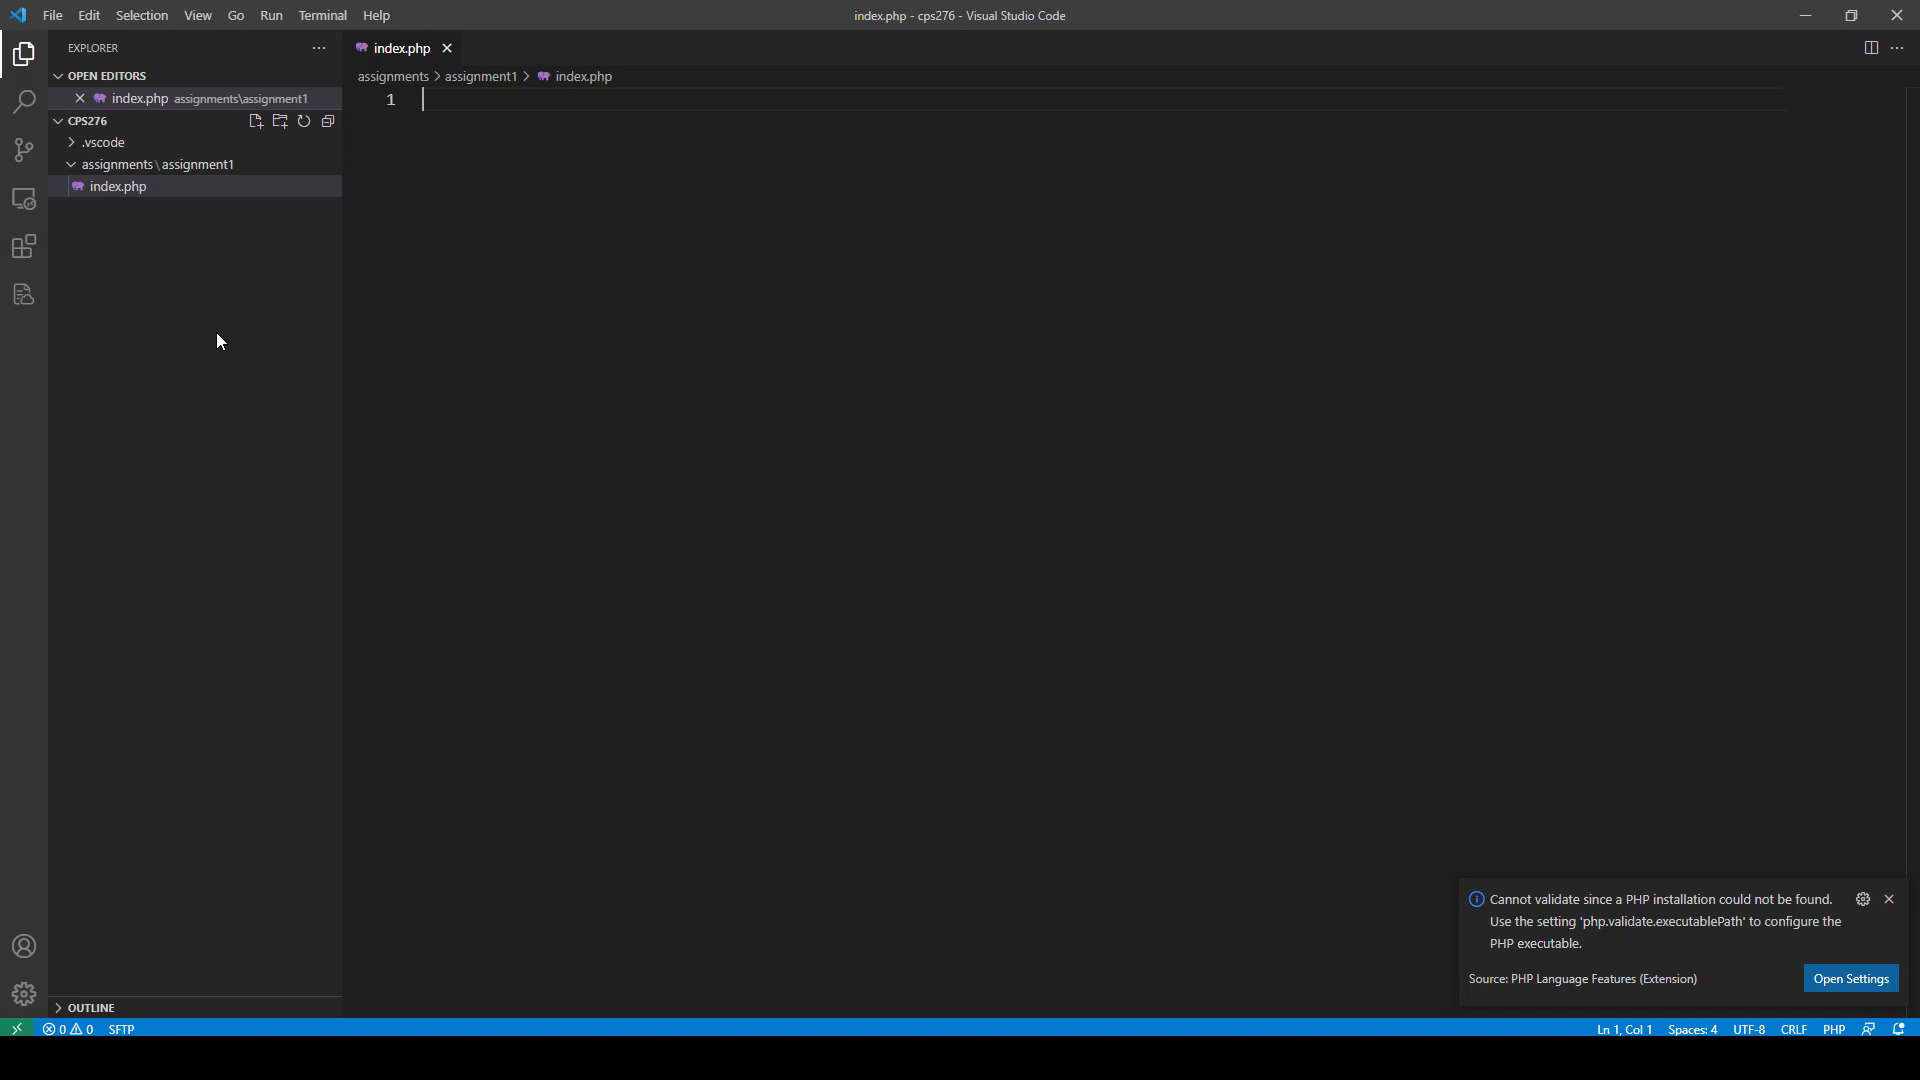 File Edit Selection View Go Run Terminal Help
index.php - cps276 - Visual Studio Code
EXPLORER
index.php
OPEN EDITORS
assignments > assignment1 > index.php
index.php assignments\assignment1
1
CPS276
.vscode
assignments\assignment1
index.php
Cannot validate since a PHP installation could not be found.
Use the setting 'php.validate.executablePath' to configure the
PHP executable.
Source: PHP Language Features (Extension)
Open Settings
OUTLINE
0 0 SFTP
Ln 1, Col 1 Spaces: 4 UTF-8 CRLF PHP